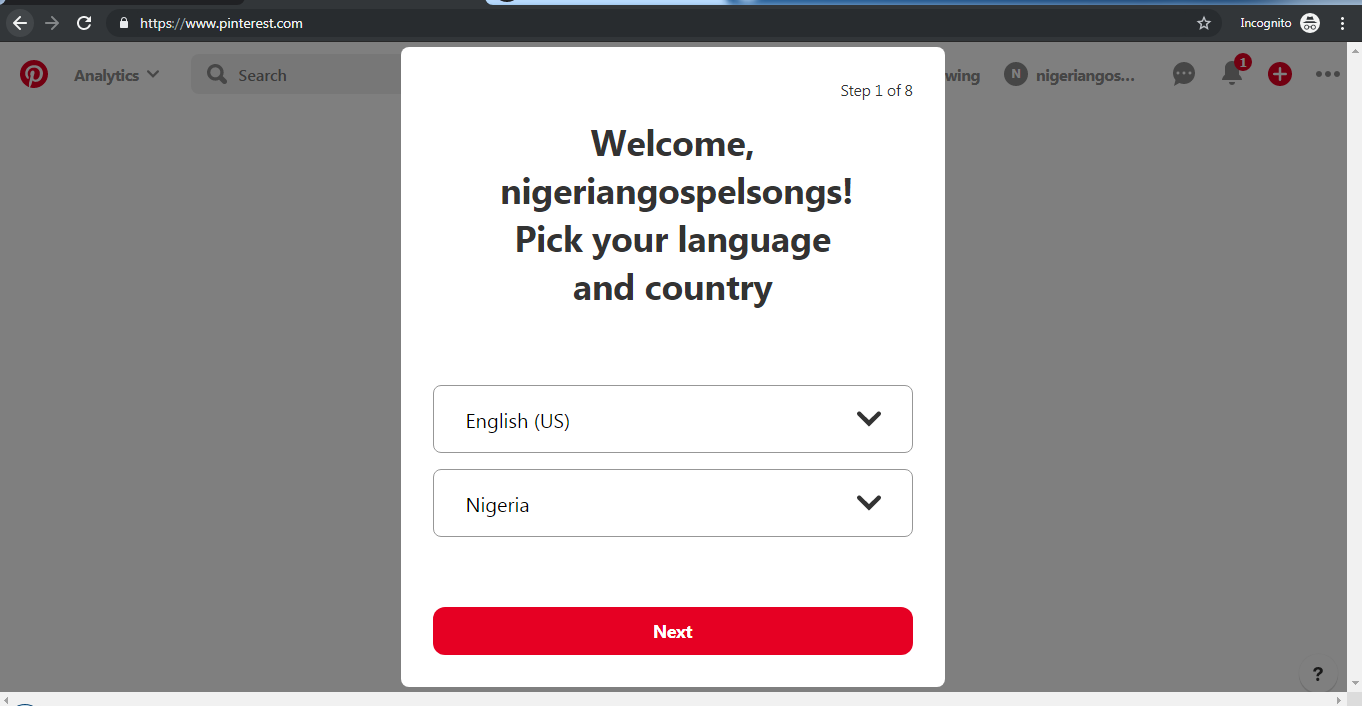 https://www.pinterest.com
Incognito
Analytics
Search
wing
N
nigeriangos...
1
Step 1 of 8
Welcome,
nigeriangospelsongs!
Pick your language
and country
English (US)
Nigeria
Next
?